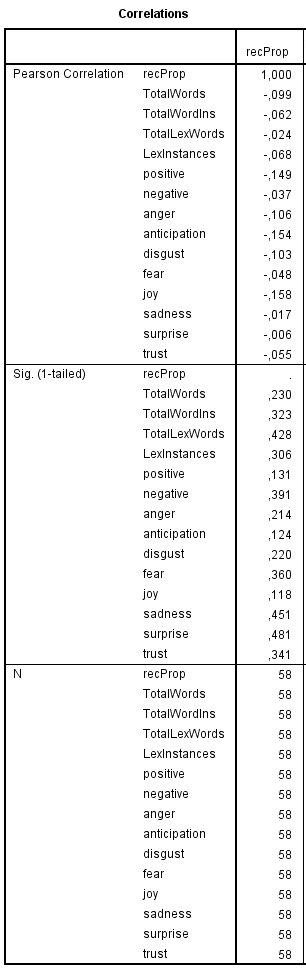 Correlations
recProp
Pearson Correlation recProp 1,000
TotalWords -,099
TotalWordIns -,062
TotalLexWords -,024
LexInstances -,068
positive -,149
negative -,037
anger -,106
anticipation -,154
disgust -,103
fear -,048
joy -,158
sadness -,017
surprise -,006
trust -,055
Sig. (1-tailed) recProp .
TotalWords ,230
TotalWordIns ,323
TotalLexWords ,428
LexInstances ,306
positive ,131
negative ,391
anger ,214
anticipation ,124
disgust ,220
fear ,360
joy ,118
sadness ,451
surprise ,481
trust ,341
N recProp 58
TotalWords 58
TotalWordIns 58
TotalLexWords 58
LexInstances 58
positive 58
negative 58
anger 58
anticipation 58
disgust 58
fear 58
joy 58
sadness 58
surprise 58
trust 58